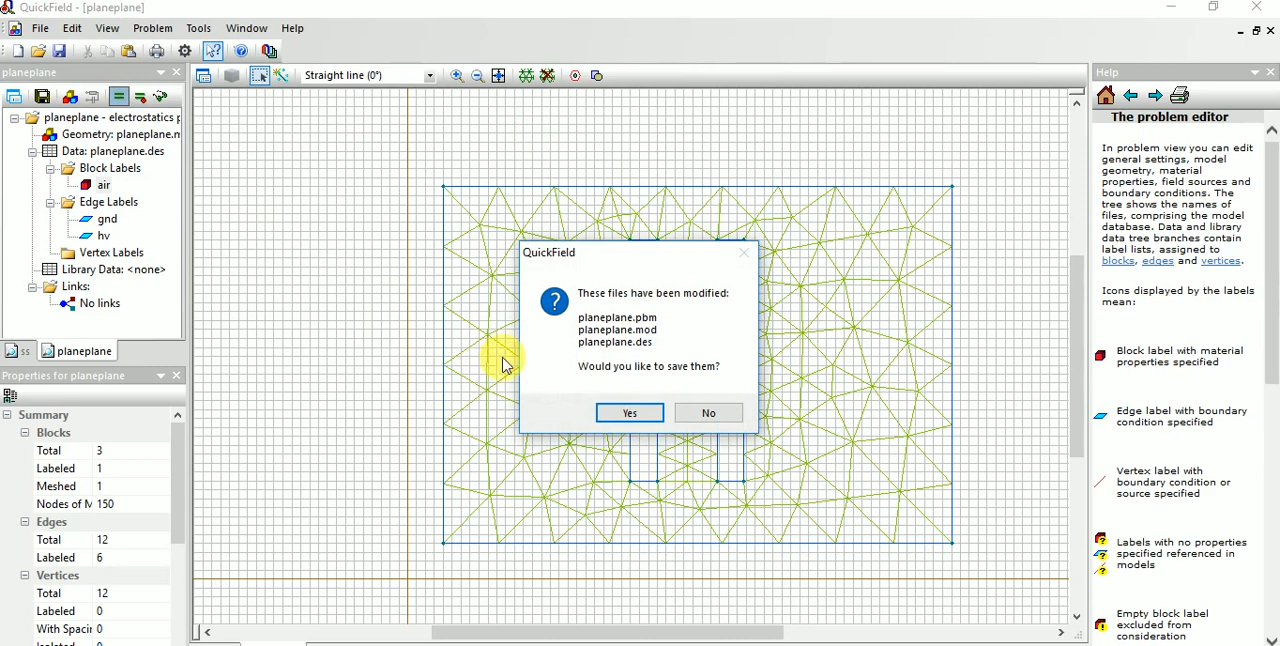 QuickField - [planeplane]
File Edit View Problem Tools Window Help
planeplane
Straight line (0°)
Help
planeplane - electrostatics p
Geometry: planeplane.m
Data: planeplane.des
Block Labels
air
Edge Labels
gnd
hv
Vertex Labels
Library Data: <none>
Links:
No links
ss planeplane
Properties for planeplane
Summary
Blocks
Total 3
Labeled 1
Meshed 1
Nodes of M 150
Edges
Total 12
Labeled 6
Vertices
Total 12
Labeled 0
With Spacir 0
QuickField
These files have been modified:
planeplane.pbm
planeplane.mod
planeplane.des
Would you like to save them?
Yes No
The problem editor
In problem view you can edit
general settings, model
geometry, material
properties, field sources and
boundary conditions. The
tree shows the names of
files, comprising the model
database. Data and library
data tree branches contain
label lists, assigned to
blocks, edges and vertices.
Icons displayed by the labels
mean:
Block label with material
properties specified
Edge label with boundary
condition specified
Vertex label with
boundary condition or
source specified
Labels with no properties
specified referenced in
models
Empty block label
excluded from
consideration